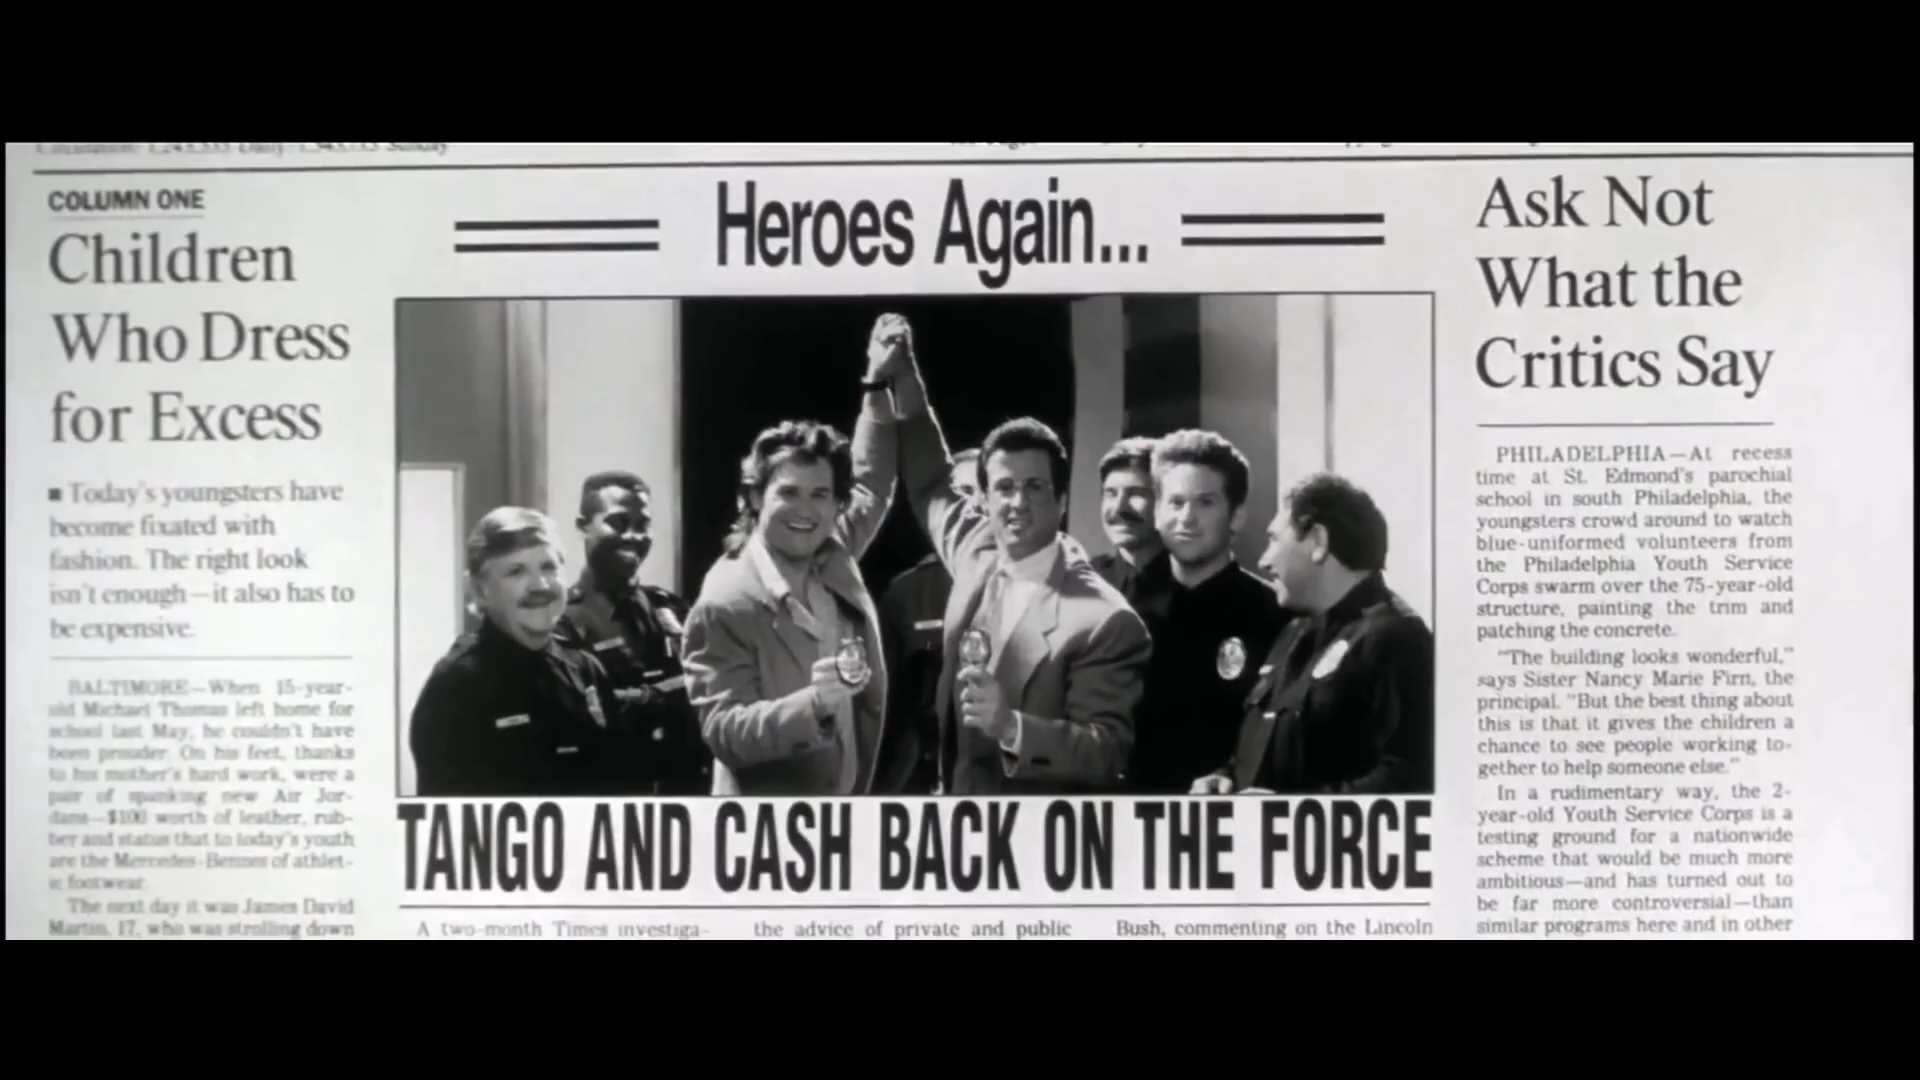 Circulation: Daily Sunday
COLUMN ONE
Children
Who Dress
for Excess
■ Today's youngsters have
become fixated with
fashion. The right look
isn't enough—it also has to
be expensive.
BALTIMORE—When 15-year-
old Michael Thomas left home for
school last May, he couldn't have
been prouder. On his feet, thanks
to his mother's hard work, were a
pair of spanking new Air Jor-
dans—$100 worth of leather, rub-
ber and status that to today's youth
are the Mercedes-Benzes of athlet-
ic footwear.
The next day it was James David
Martin, 17, who was strolling down
Heroes Again...
TANGO AND CASH BACK ON THE FORCE
A two-month Times investiga-
the advice of private and public
Bush, commenting on the Lincoln
Ask Not
What the
Critics Say
PHILADELPHIA—At recess
time at St. Edmond's parochial
school in south Philadelphia, the
youngsters crowd around to watch
blue-uniformed volunteers from
the Philadelphia Youth Service
Corps swarm over the 75-year-old
structure, painting the trim and
patching the concrete.
"The building looks wonderful,"
says Sister Nancy Marie Firn, the
principal. "But the best thing about
this is that it gives the children a
chance to see people working to-
gether to help someone else."
In a rudimentary way, the 2-
year-old Youth Service Corps is a
testing ground for a nationwide
scheme that would be much more
ambitious—and has turned out to
be far more controversial—than
similar programs here and in other